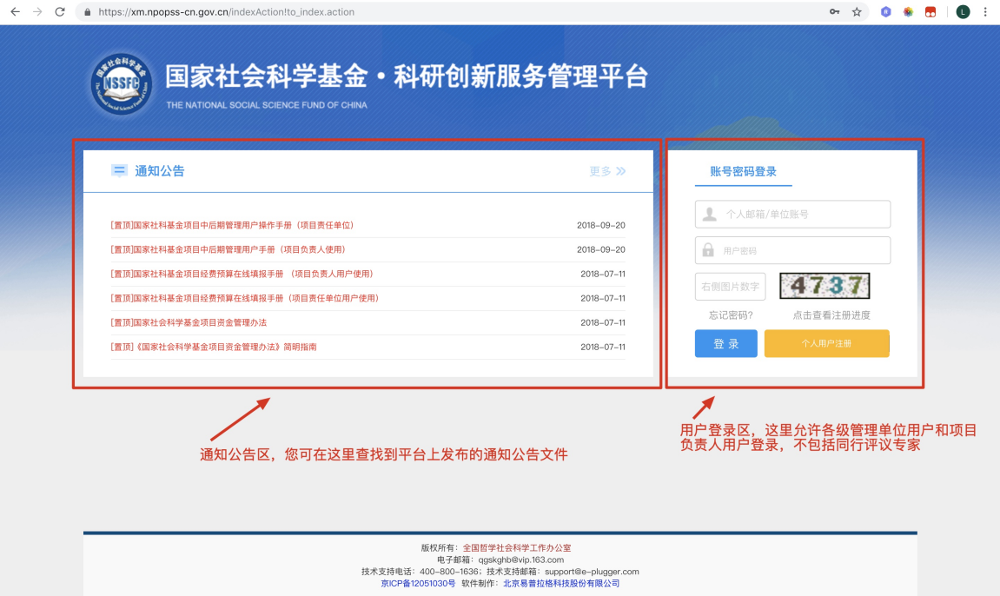 https://xm.npopss-cn.gov.cn/indexAction!to_index.action
L
国家社会科学基金
NSSFC
The National Social Science Fund of China
国家社会科学基金·科研创新服务管理平台
THE NATIONAL SOCIAL SCIENCE FUND OF CHINA
通知公告
更多
[置顶]国家社科基金项目中后期管理用户操作手册（项目责任单位） 2018-09-20
[置顶]国家社科基金项目中后期管理用户手册（项目负责人使用） 2018-09-20
[置顶]国家社科基金项目经费预算在线填报手册 （项目负责人用户使用） 2018-07-11
[置顶]国家社科基金项目经费预算在线填报手册（项目责任单位用户使用） 2018-07-11
[置顶]国家社会科学基金项目资金管理办法 2018-07-11
[置顶]《国家社会科学基金项目资金管理办法》简明指南 2018-07-11
账号密码登录
个人邮箱/单位账号
用户密码
右侧图片数字 4737
忘记密码? 点击查看注册进度
登 录 个人用户注册
通知公告区，您可在这里查找到平台上发布的通知公告文件
用户登录区，这里允许各级管理单位用户和项目
负责人用户登录，不包括同行评议专家
版权所有：全国哲学社会科学工作办公室
电子邮箱：qgskghb@vip.163.com
技术支持电话：400-800-1636；技术支持邮箱：support@e-plugger.com
京ICP备12051030号 软件制作：北京易普拉格科技股份有限公司